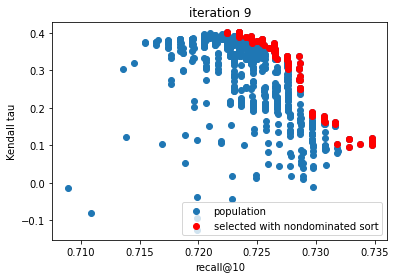 iteration 9
Kendall tau
0.4
0.3
0.2
0.1
0.0
−0.1
population
selected with nondominated sort
0.710
0.715
0.720
0.725
0.730
0.735
recall@10